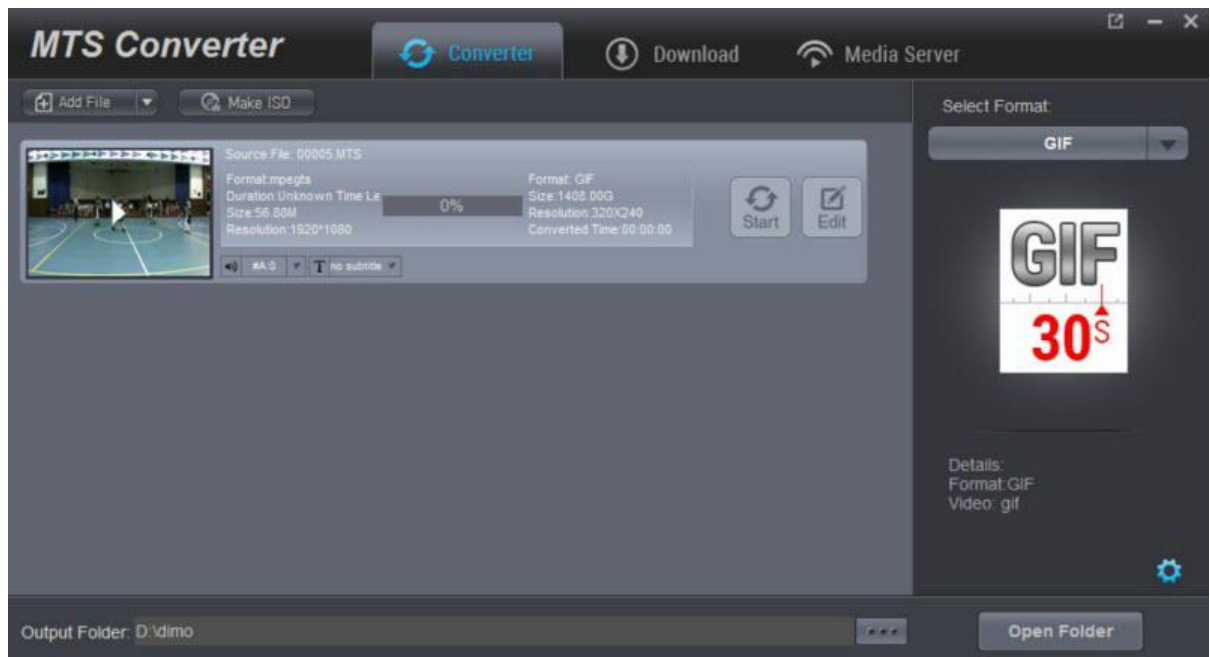 MTS Converter
Converter
Download
Media Server
Add File
Make ISO
Select Format:
GIF
Source File: 00005.MTS
Format:mpegts
Duration:Unknown Time Le
Size:56.88M
Resolution:1920*1080
0%
Format: GIF
Size:1408.00G
Resolution:320X240
Converted Time:00:00:00
Start
Edit
#A:0
T no subtitle
GIF
30S
Details:
Format:GIF
Video: gif
Output Folder: D:\dimo
Open Folder